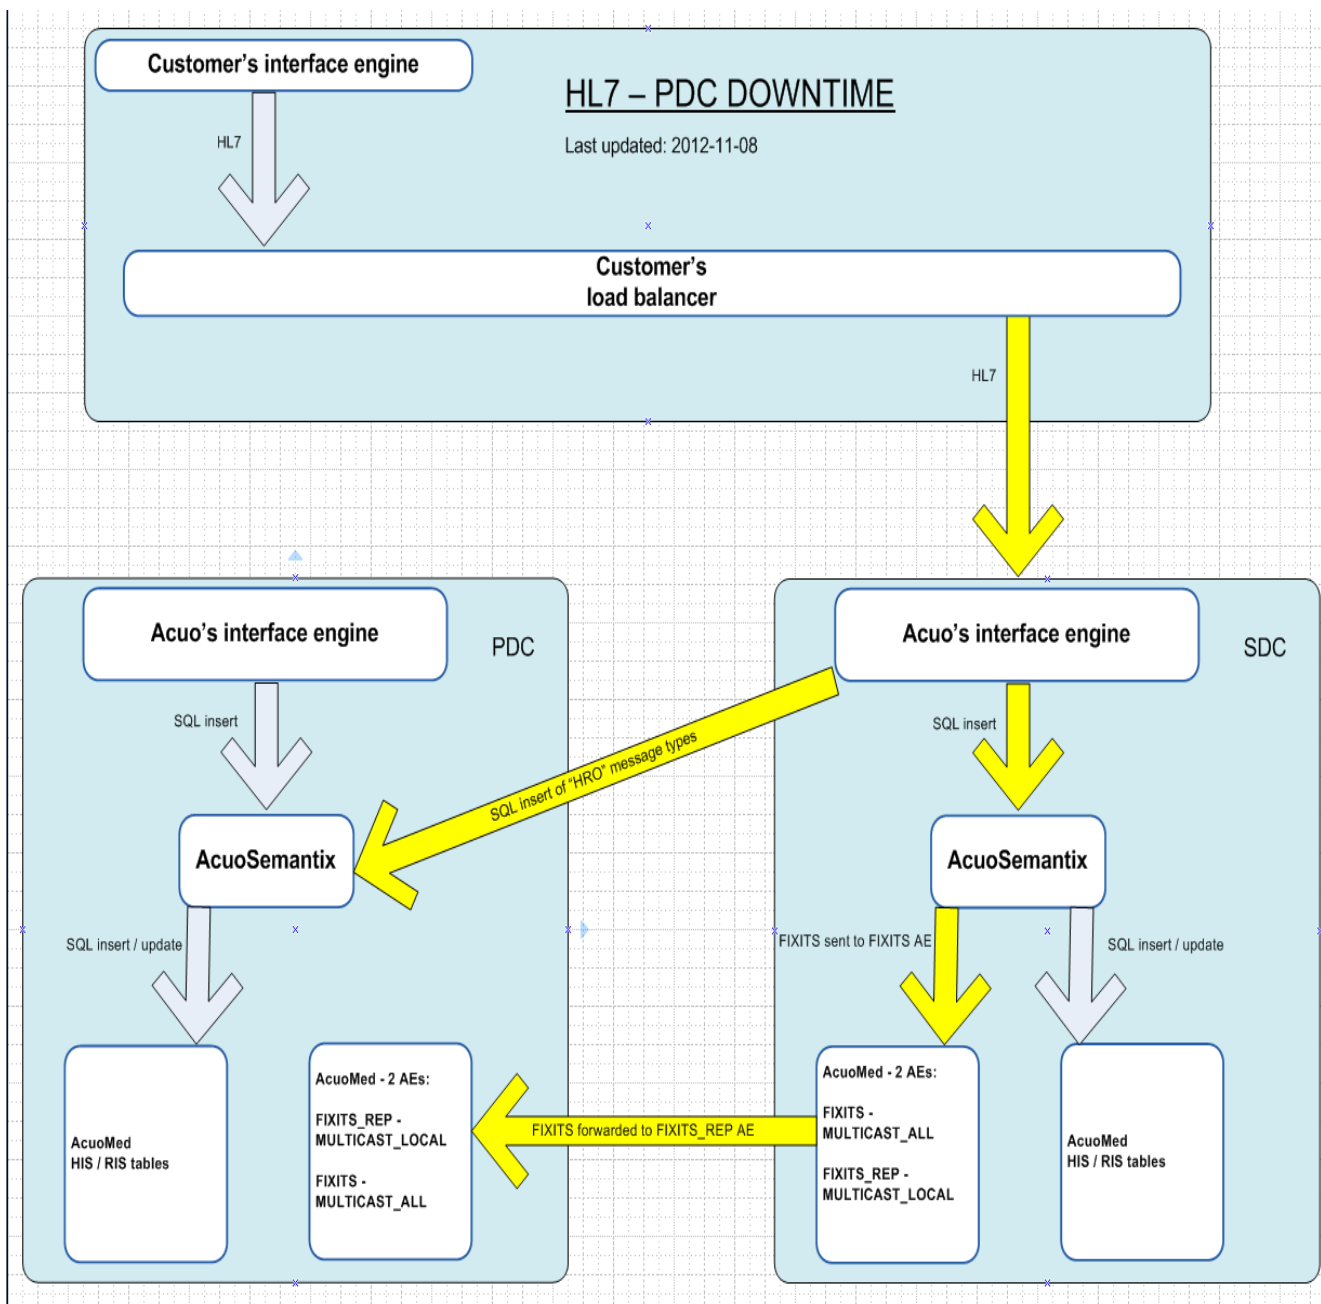 Customer's interface engine
HL7 – PDC DOWNTIME
Last updated: 2012-11-08
HL7
Customer's
load balancer
HL7
Acuo's interface engine
PDC
SQL insert
SQL insert of "HRO" message types
AcuoSemantix
SQL insert / update
AcuoMed
HIS / RIS tables
AcuoMed - 2 AEs:
FIXITS_REP -
MULTICAST_LOCAL
FIXITS -
MULTICAST_ALL
Acuo's interface engine
SDC
SQL insert
AcuoSemantix
FIXITS sent to FIXITS AE
SQL insert / update
FIXITS forwarded to FIXITS_REP AE
AcuoMed - 2 AEs:
FIXITS -
MULTICAST_ALL
FIXITS_REP -
MULTICAST_LOCAL
AcuoMed
HIS / RIS tables